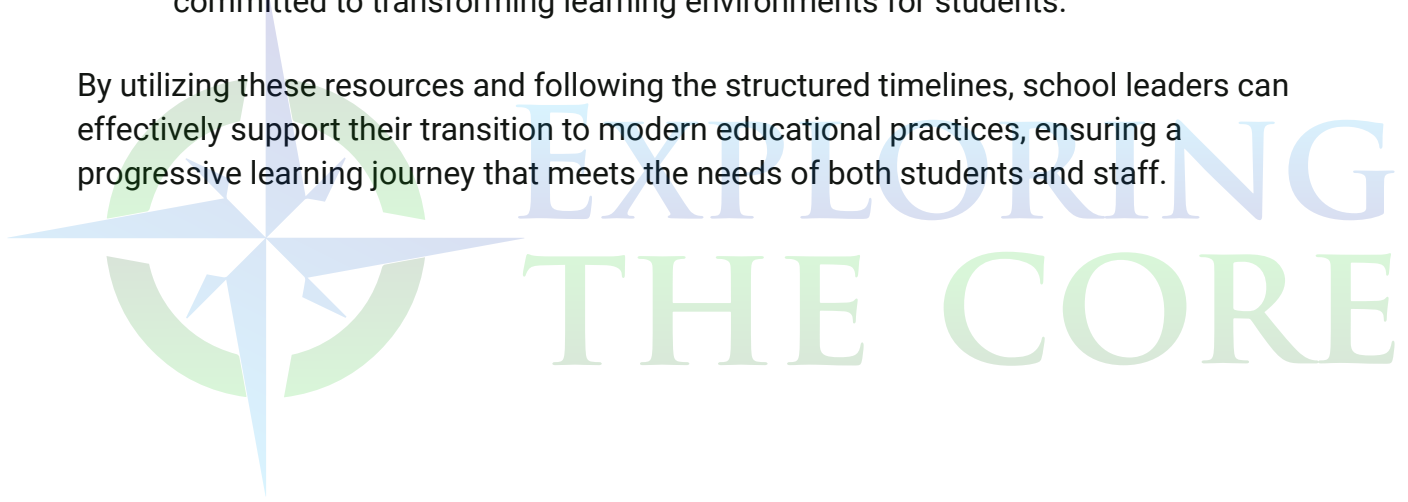 committed to transforming learning environments for students.
By utilizing these resources and following the structured timelines, school leaders can
effectively support their transition to modern educational practices, ensuring a
progressive learning journey that meets the needs of both students and staff.
EXPLORING
THE CORE